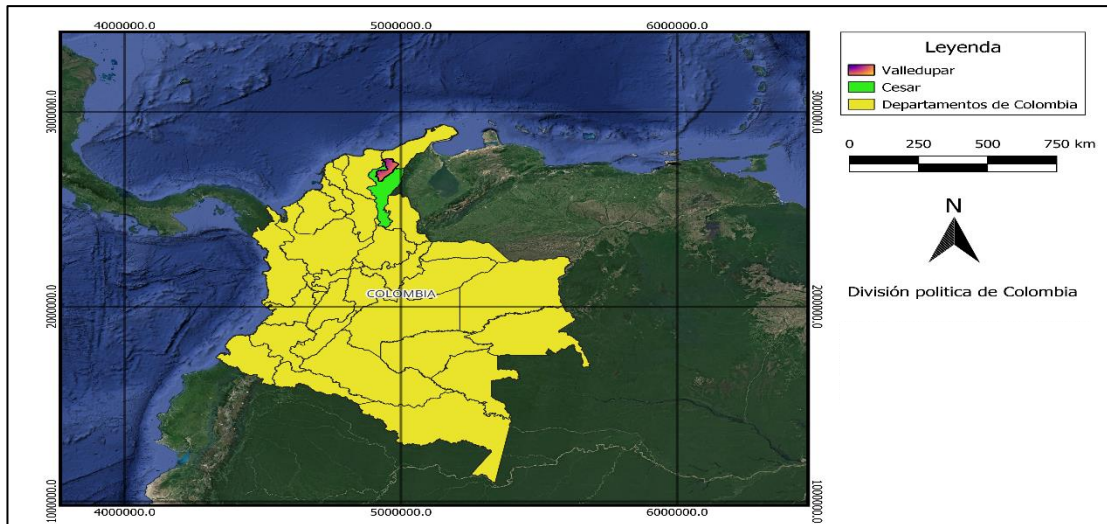 4000000.0 5000000.0 6000000.0
3000000.0 3000000.0
2000000.0 2000000.0
1000000.0 1000000.0
4000000.0 5000000.0 6000000.0
COLOMBIA
Leyenda
Valledupar
Cesar
Departamentos de Colombia
0 250 500 750 km
N
División politica de Colombia